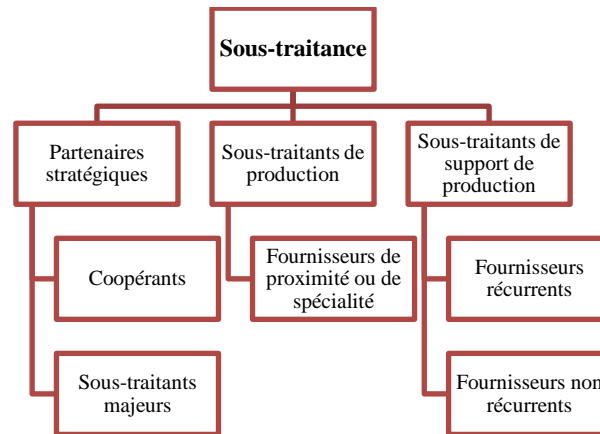 Sous-traitance
Partenaires
stratégiques
Sous-traitants de
production
Sous-traitants de
support de
production
Coopérants
Fournisseurs de
proximité ou de
spécialité
Fournisseurs
récurrents
Sous-traitants
majeurs
Fournisseurs non
récurrents